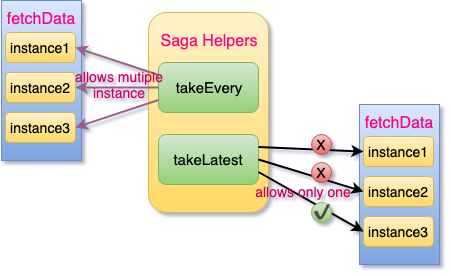 fetchData
instance1
instance2
instance3
allows mutiple
instance
Saga Helpers
takeEvery
takeLatest
X
X
allows only one
fetchData
instance1
instance2
instance3